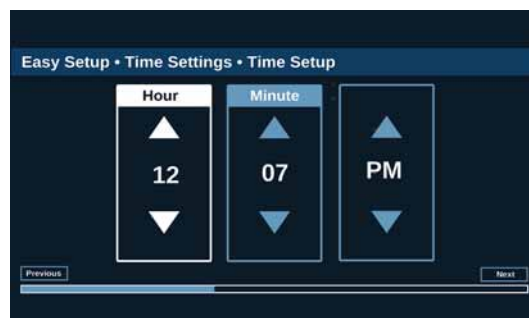 Easy Setup • Time Settings • Time Setup
Hour
Minute
12
07
PM
Previous
Next